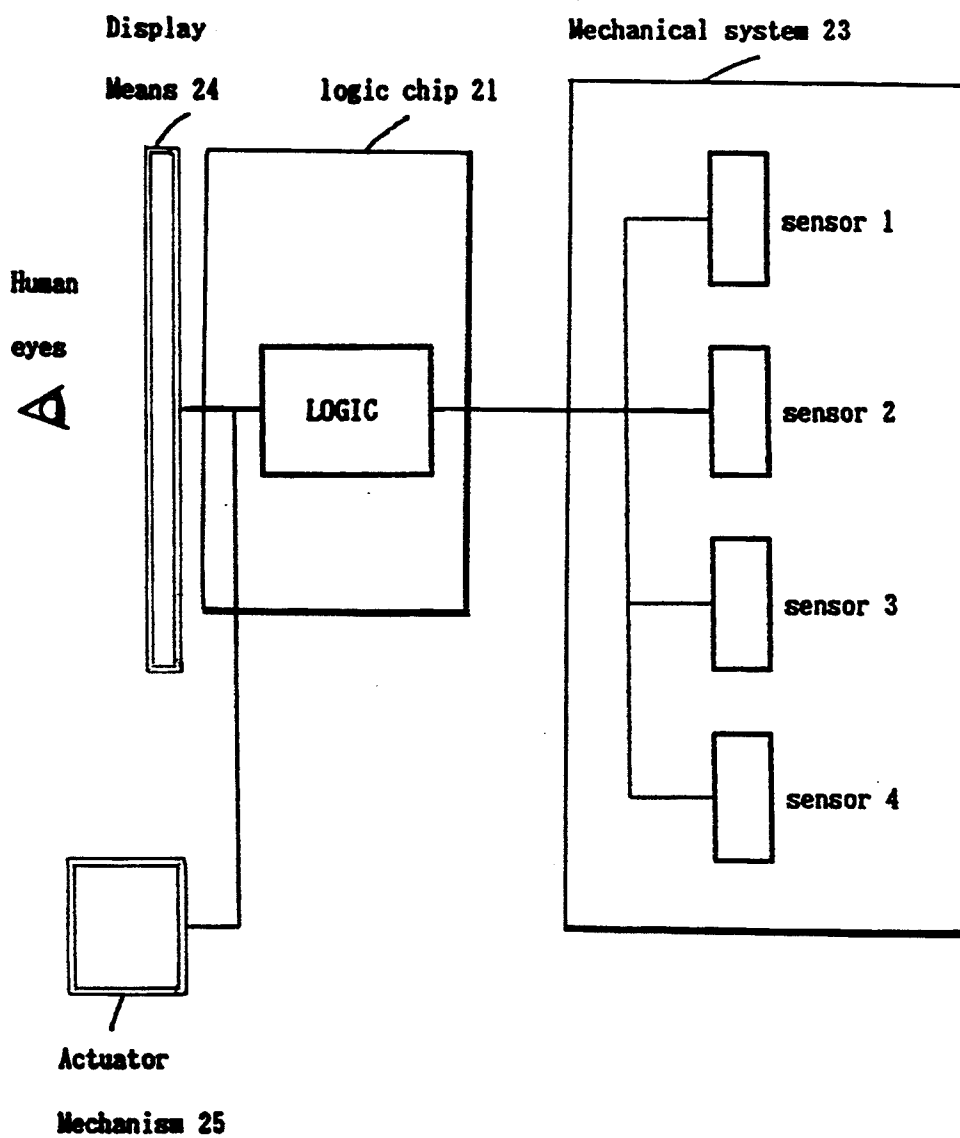 Display
Means 24
logic chip 21
Mechanical system 23
sensor 1
Human
eyes
LOGIC
sensor 2
sensor 3
sensor 4
Actuator
Mechanism 25